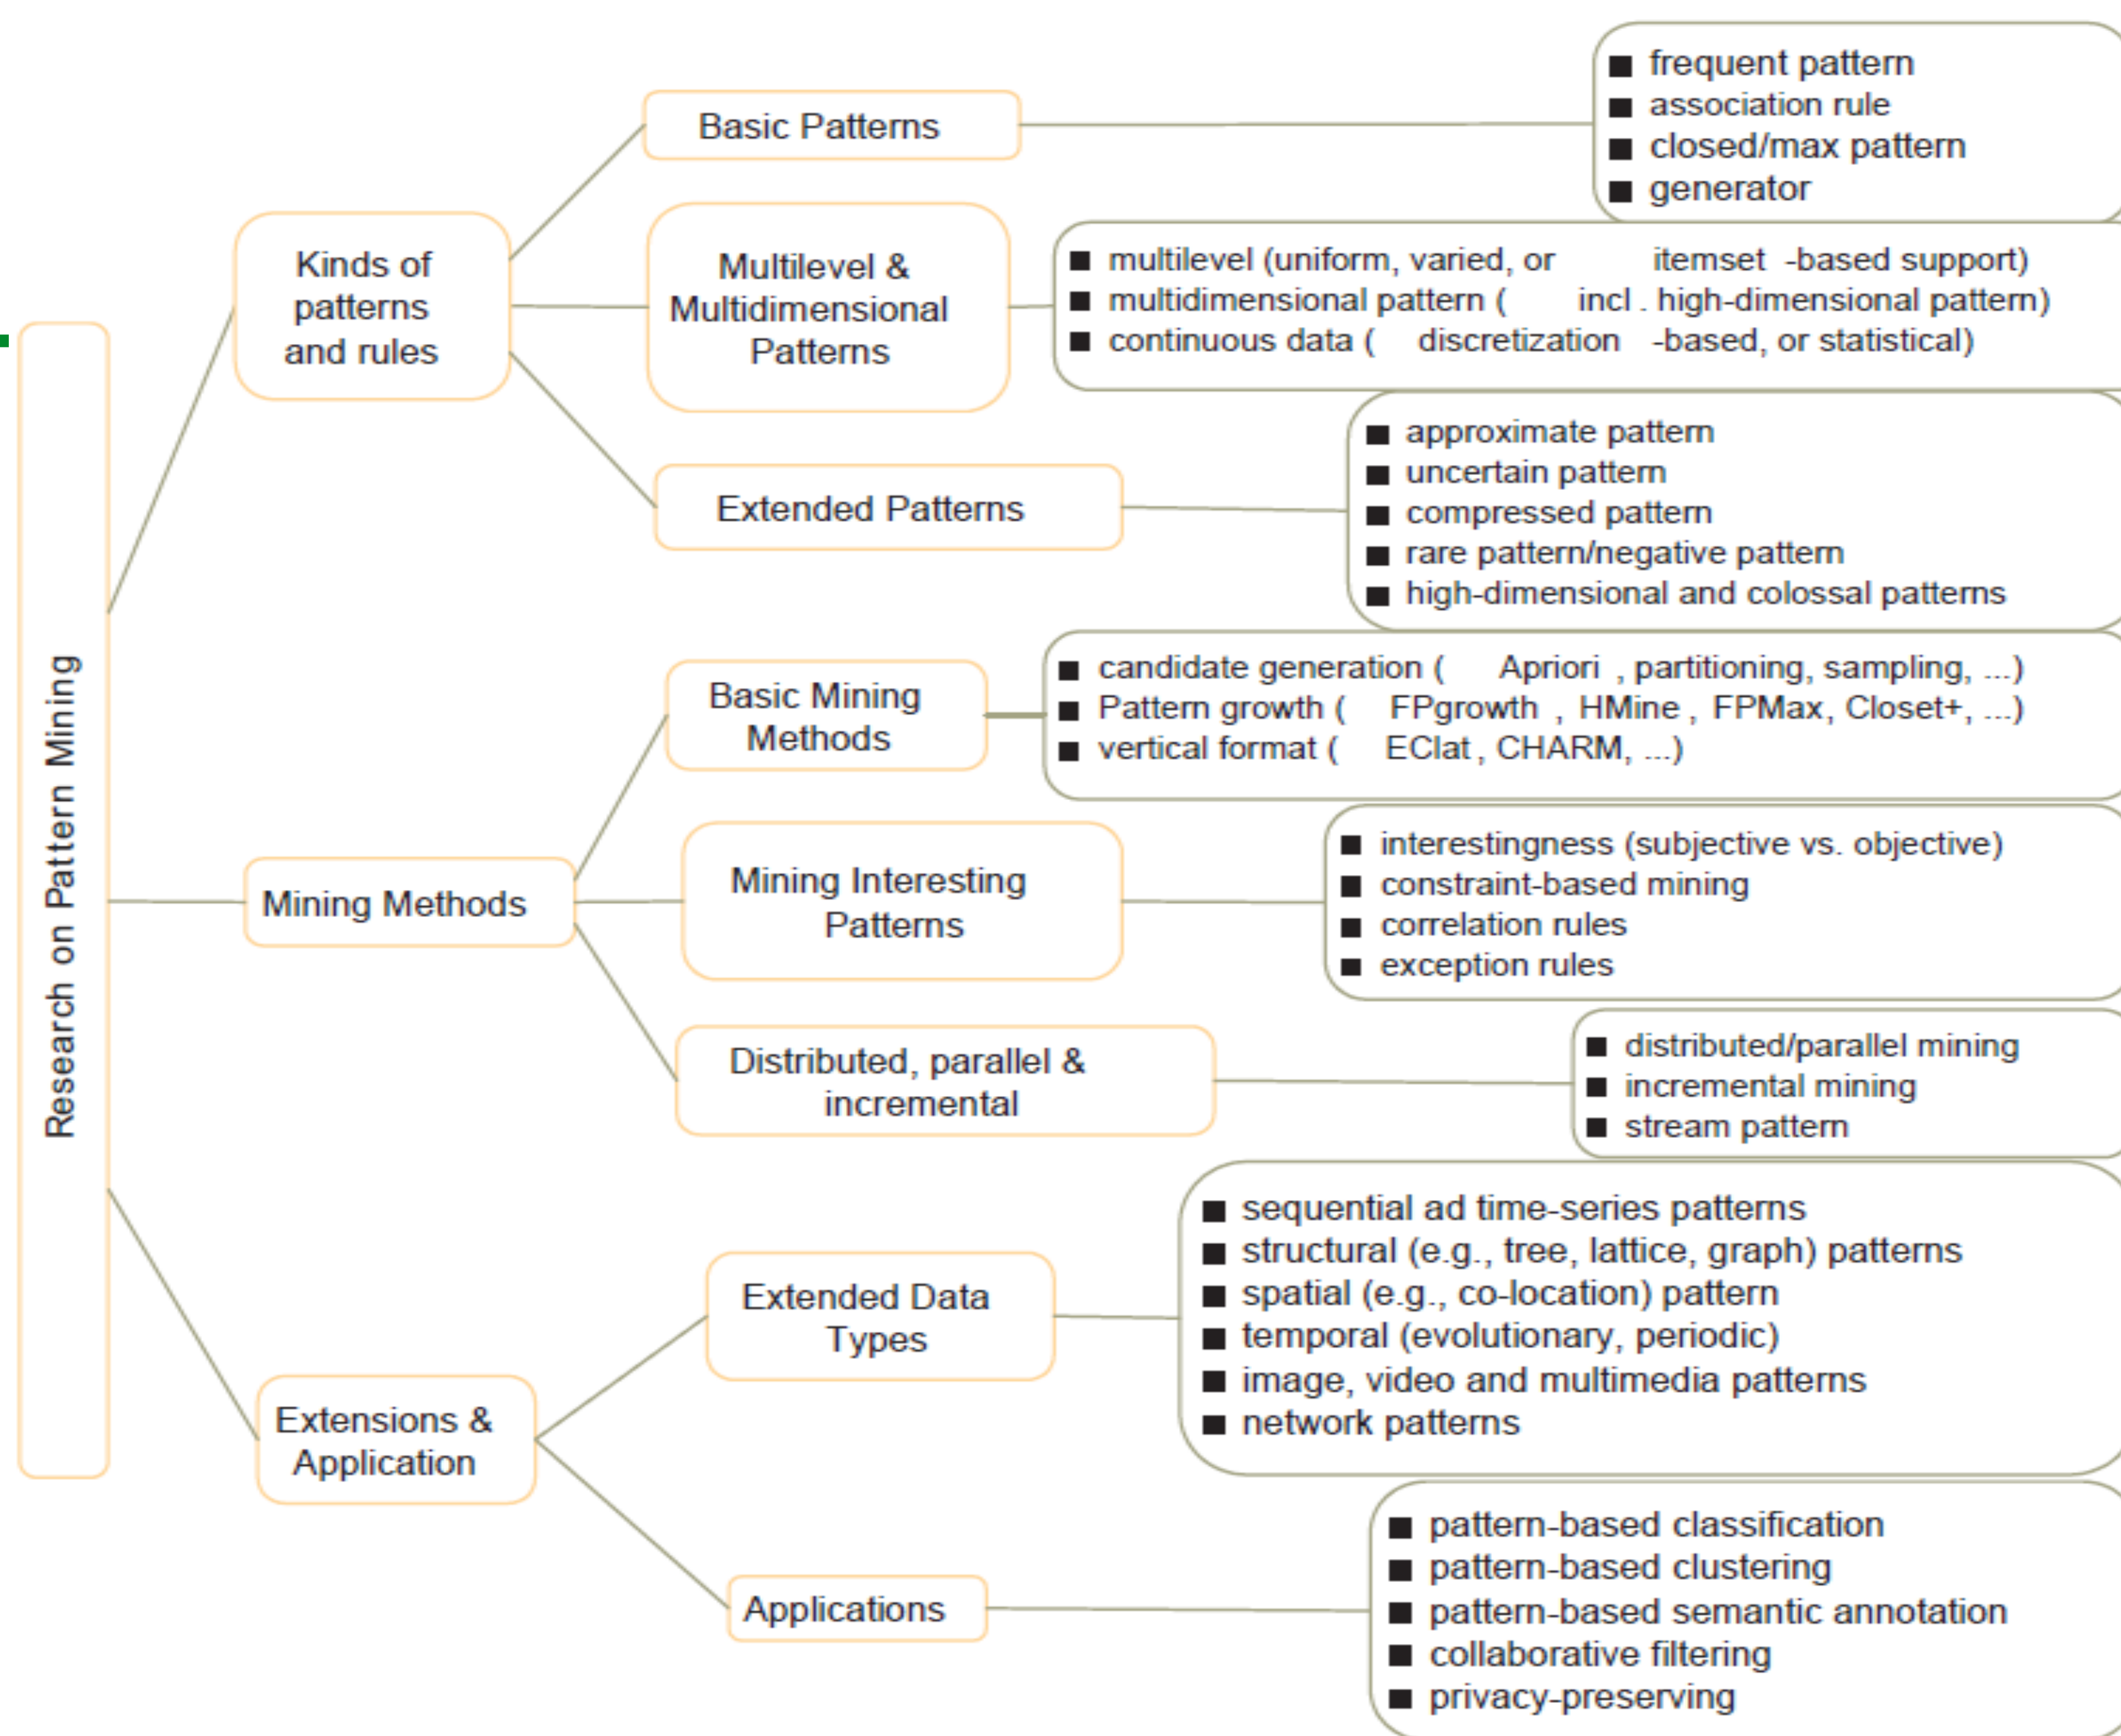 Research on Pattern Mining
Kinds of
patterns
and rules
Basic Patterns
■ frequent pattern
■ association rule
■ closed/max pattern
■ generator
Multilevel &
Multidimensional
Patterns
■ multilevel (uniform, varied, or itemset -based support)
■ multidimensional pattern ( incl . high-dimensional pattern)
■ continuous data ( discretization -based, or statistical)
Extended Patterns
■ approximate pattern
■ uncertain pattern
■ compressed pattern
■ rare pattern/negative pattern
■ high-dimensional and colossal patterns
Mining Methods
Basic Mining
Methods
■ candidate generation ( Apriori , partitioning, sampling, ...)
■ Pattern growth ( FPgrowth , HMine , FPMax, Closet+, ...)
■ vertical format ( EClat , CHARM, ...)
Mining Interesting
Patterns
■ interestingness (subjective vs. objective)
■ constraint-based mining
■ correlation rules
■ exception rules
Distributed, parallel &
incremental
■ distributed/parallel mining
■ incremental mining
■ stream pattern
Extensions &
Application
Extended Data
Types
■ sequential ad time-series patterns
■ structural (e.g., tree, lattice, graph) patterns
■ spatial (e.g., co-location) pattern
■ temporal (evolutionary, periodic)
■ image, video and multimedia patterns
■ network patterns
Applications
■ pattern-based classification
■ pattern-based clustering
■ pattern-based semantic annotation
■ collaborative filtering
■ privacy-preserving